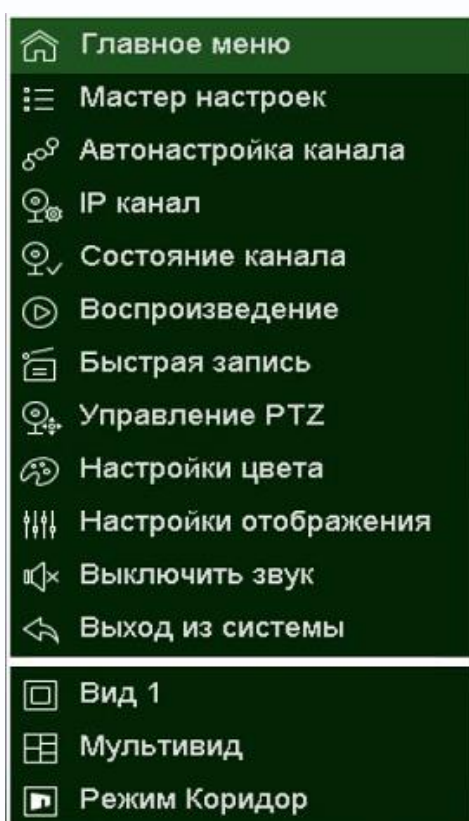 Главное меню
Мастер настроек
Автонастройка канала
IP канал
Состояние канала
Воспроизведение
Быстрая запись
Управление PTZ
Настройки цвета
Настройки отображения
Выключить звук
Выход из системы
Вид 1
Мультивид
Режим Коридор